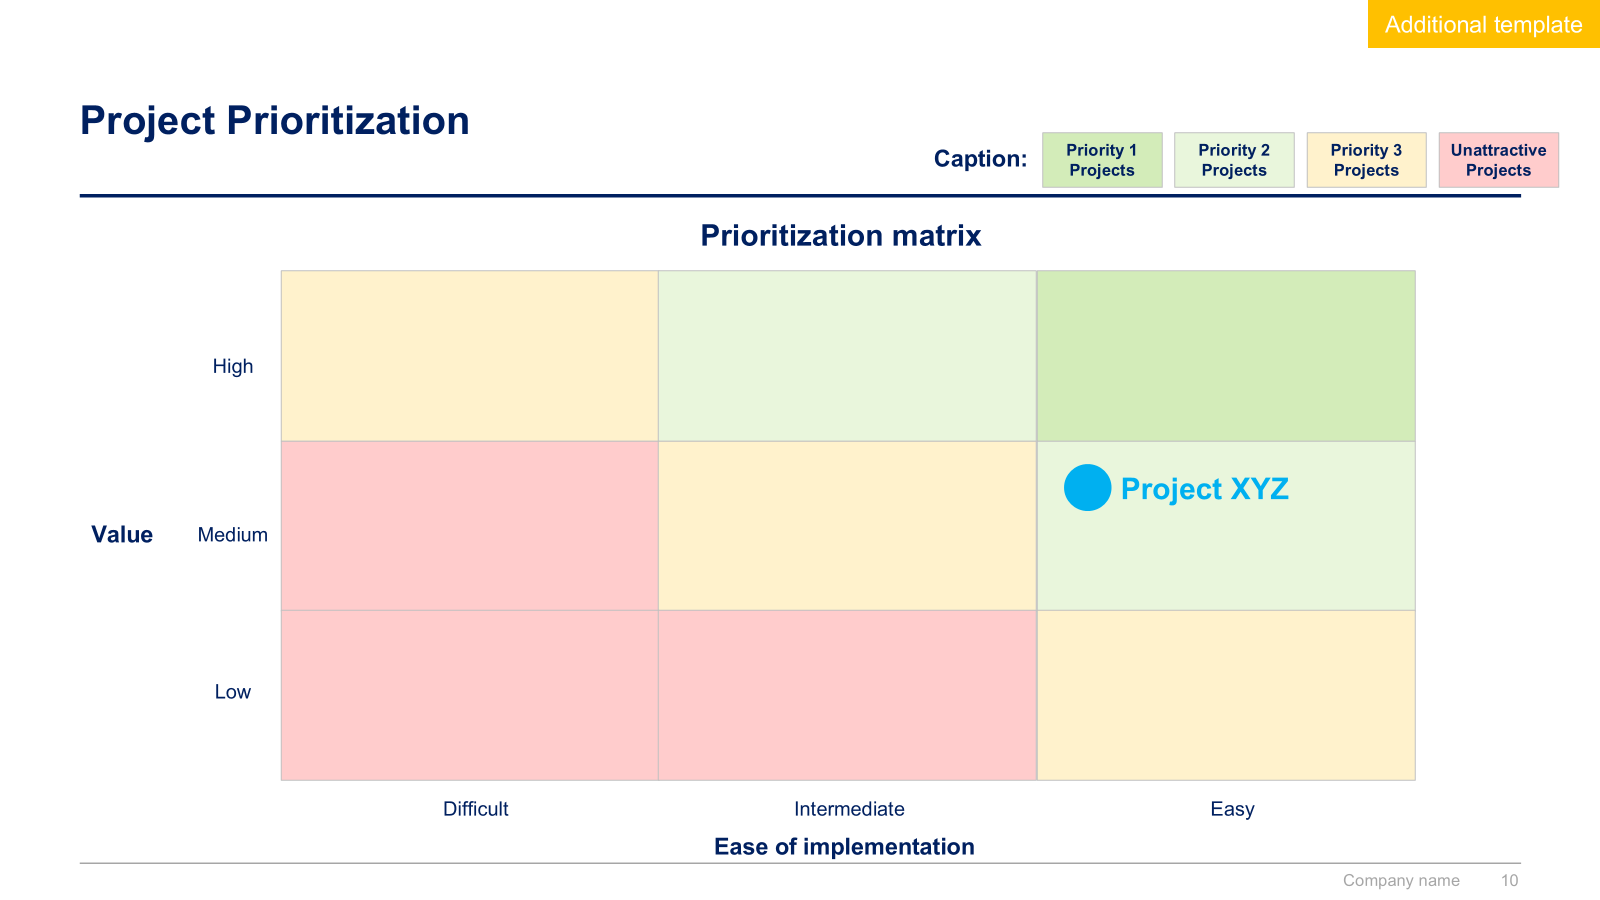 Additional template
Project Prioritization
Caption:
Priority 1
Projects
Priority 2
Projects
Priority 3
Projects
Unattractive
Projects
Prioritization matrix
High
Project XYZ
Value
Medium
Low
Difficult
Intermediate
Easy
Ease of implementation
Company name
10